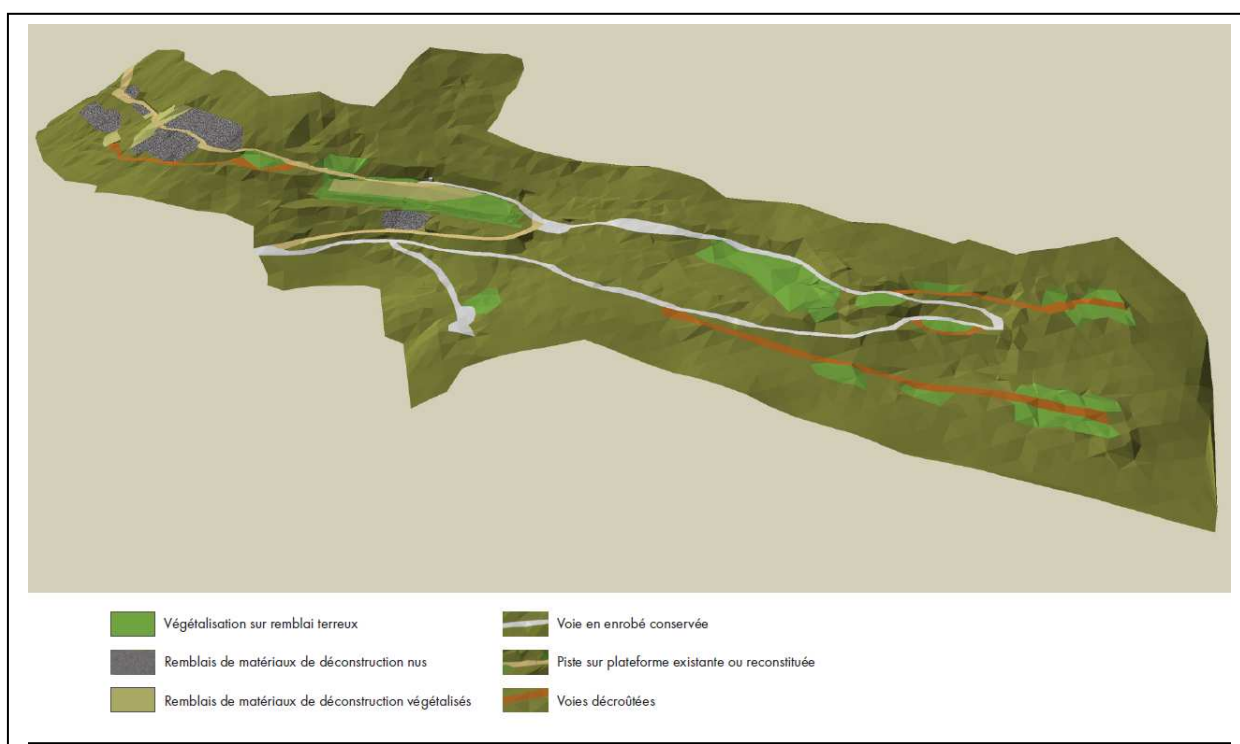 Végétalisation sur remblai terreux
Remblais de matériaux de déconstruction nus
Remblais de matériaux de déconstruction végétalisés
Voie en enrobé conservée
Piste sur plateforme existante ou reconstituée
Voies décroûtées